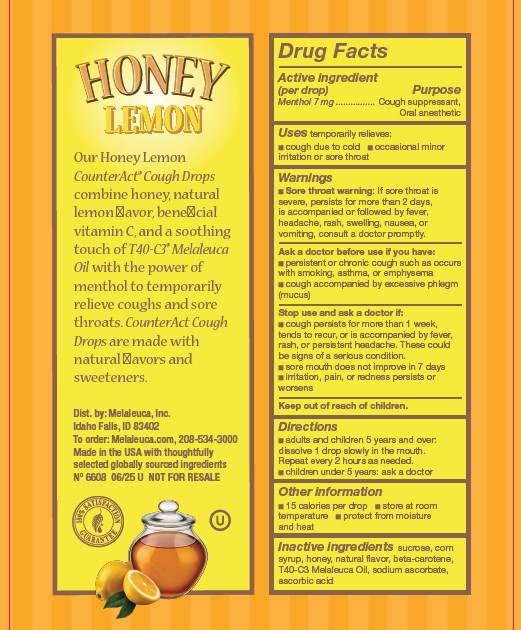 HONEY
LEMON
Our Honey Lemon
CounterAct® Cough Drops
combine honey, natural
lemon □avor, bene□cial
vitamin C, and a soothing
touch of T40-C3® Melaleuca
Oil with the power of
menthol to temporarily
relieve coughs and sore
throats. CounterAct Cough
Drops are made with
natural □avors and
sweeteners.
Dist. by: Melaleuca, Inc.
Idaho Falls, ID 83402
To order: Melaleuca.com, 208-534-3000
Made in the USA with thoughtfully
selected globally sourced ingredients
Nº 6608 06/25 U NOT FOR RESALE
100% SATISFACTION
GUARANTEE
U
Drug Facts
Active ingredient
(per drop) Purpose
Menthol 7 mg ................ Cough suppressant,
Oral anesthetic
Uses temporarily relieves:
■ cough due to cold ■ occasional minor
irritation or sore throat
Warnings
■ Sore throat warning: If sore throat is
severe, persists for more than 2 days,
is accompanied or followed by fever,
headache, rash, swelling, nausea, or
vomiting, consult a doctor promptly.
Ask a doctor before use if you have:
■ persistent or chronic cough such as occurs
with smoking, asthma, or emphysema
■ cough accompanied by excessive phlegm
(mucus)
Stop use and ask a doctor if:
■ cough persists for more than 1 week,
tends to recur, or is accompanied by fever,
rash, or persistent headache. These could
be signs of a serious condition.
■ sore mouth does not improve in 7 days
■ irritation, pain, or redness persists or
worsens
Keep out of reach of children.
Directions
■ adults and children 5 years and over:
dissolve 1 drop slowly in the mouth.
Repeat every 2 hours as needed.
■ children under 5 years: ask a doctor
Other information
■ 15 calories per drop ■ store at room
temperature ■ protect from moisture
and heat
Inactive ingredients sucrose, corn
syrup, honey, natural flavor, beta-carotene,
T40-C3 Melaleuca Oil, sodium ascorbate,
ascorbic acid